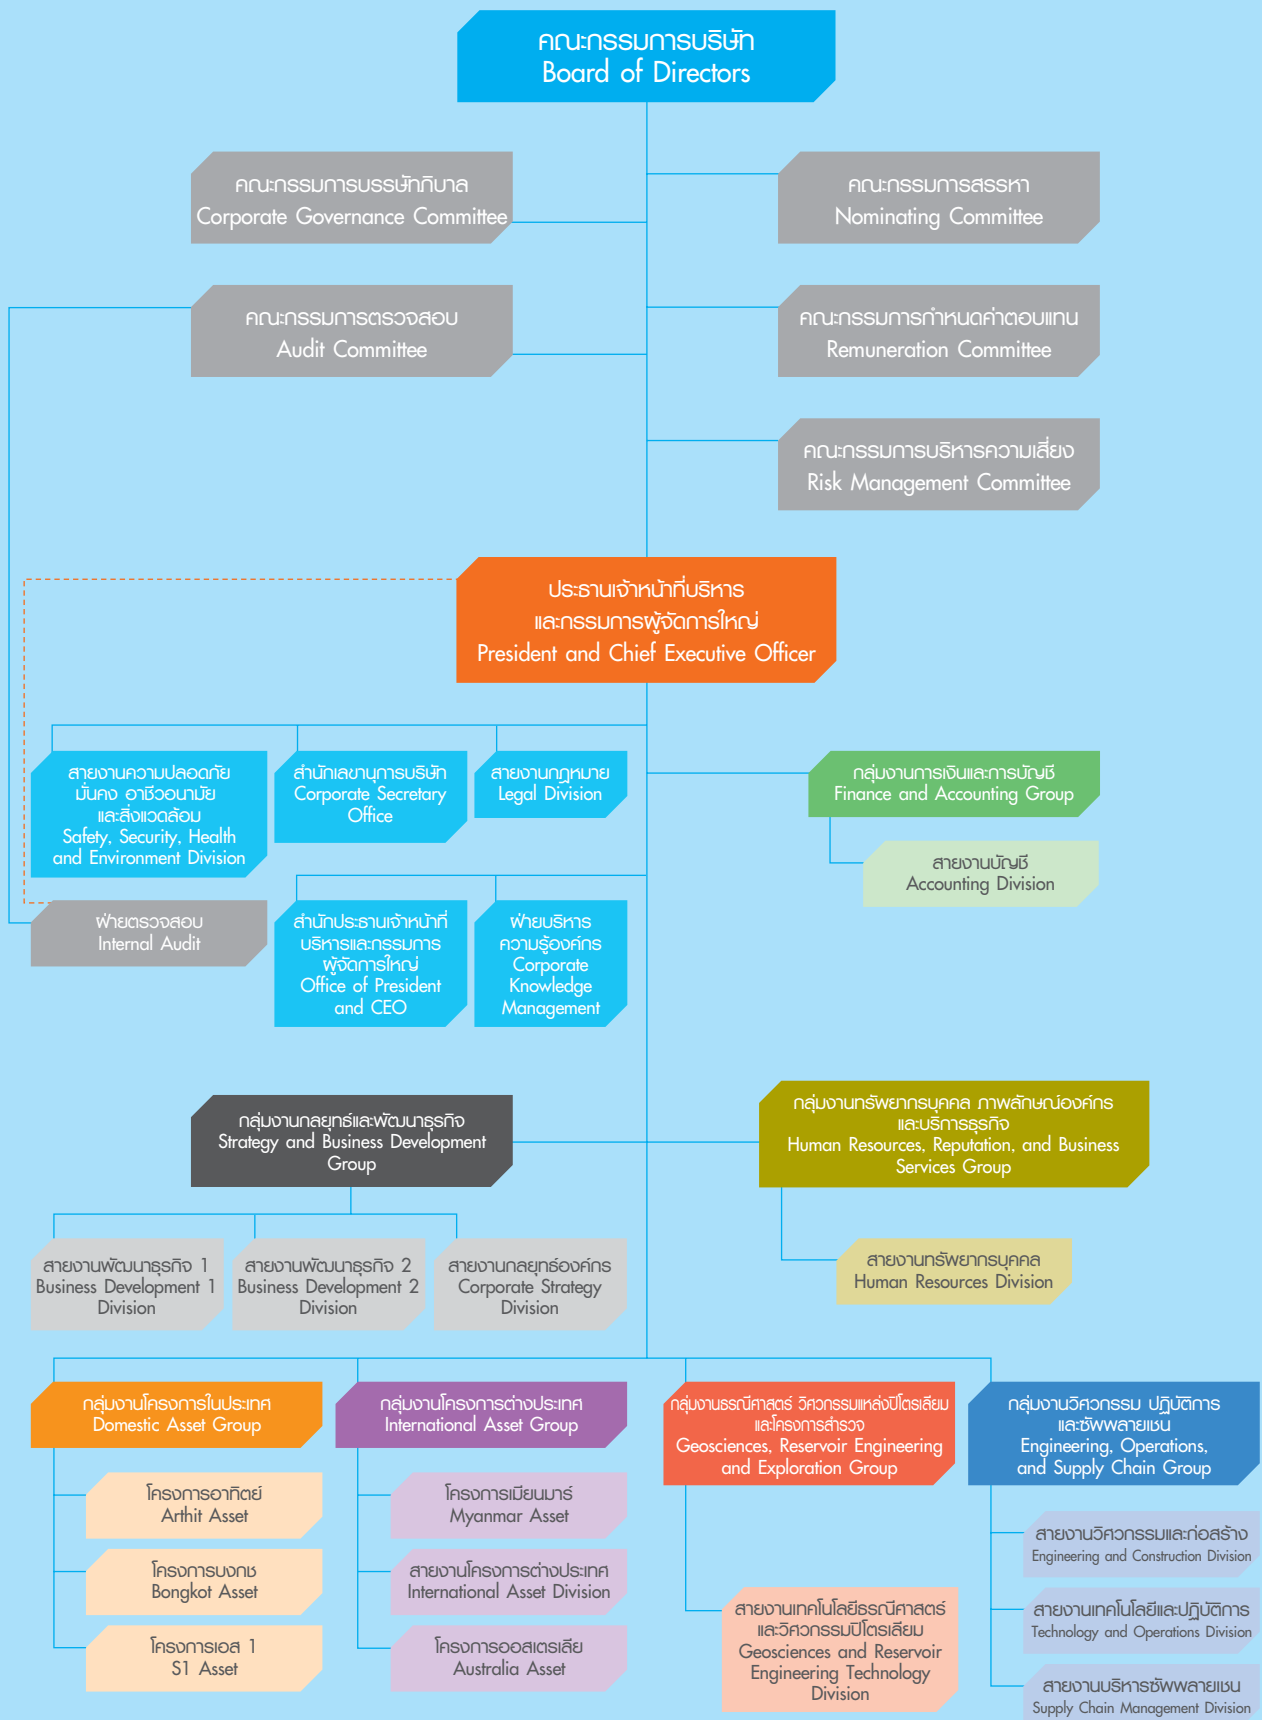 คณะกรรมการบริษัท
Board of Directors
คณะกรรมการบรรษัทภิบาล
Corporate Governance Committee
คณะกรรมการสรรหา
Nominating Committee
คณะกรรมการตรวจสอบ
Audit Committee
คณะกรรมการกำหนดค่าตอบแทน
Remuneration Committee
คณะกรรมการบริหารความเสี่ยง
Risk Management Committee
ประธานเจ้าหน้าที่บริหาร
และกรรมการผู้จัดการใหญ่
President and Chief Executive Officer
สายงานความปลอดภัย
มั่นคง อาชีวอนามัย
และสิ่งแวดล้อม
Safety, Security, Health
and Environment Division
สำนักเลขานุการบริษัท
Corporate Secretary
Office
สายงานกฎหมาย
Legal Division
กลุ่มงานการเงินและการบัญชี
Finance and Accounting Group
สายงานบัญชี
Accounting Division
ฝ่ายตรวจสอบ
Internal Audit
สำนักประธานเจ้าหน้าที่
บริหารและกรรมการ
ผู้จัดการใหญ่
Office of President
and CEO
ฝ่ายบริหาร
ความรู้องค์กร
Corporate
Knowledge
Management
กลุ่มงานกลยุทธ์และพัฒนาธุรกิจ
Strategy and Business Development
Group
กลุ่มงานทรัพยากรบุคคล ภาพลักษณ์องค์กร
และบริการธุรกิจ
Human Resources, Reputation, and Business
Services Group
สายงานพัฒนาธุรกิจ 1
Business Development 1
Division
สายงานพัฒนาธุรกิจ 2
Business Development 2
Division
สายงานกลยุทธ์องค์กร
Corporate Strategy
Division
สายงานทรัพยากรบุคคล
Human Resources Division
กลุ่มงานโครงการในประเทศ
Domestic Asset Group
กลุ่มงานโครงการต่างประเทศ
International Asset Group
กลุ่มงานธรณีศาสตร์ วิศวกรรมแหล่งปิโตรเลียม
และโครงการสำรวจ
Geosciences, Reservoir Engineering
and Exploration Group
กลุ่มงานวิศวกรรม ปฏิบัติการ
และซัพพลายเชน
Engineering, Operations,
and Supply Chain Group
โครงการอาทิตย์
Arthit Asset
โครงการบงกช
Bongkot Asset
โครงการเอส 1
S1 Asset
โครงการเมียนมาร์
Myanmar Asset
สายงานโครงการต่างประเทศ
International Asset Division
โครงการออสเตรเลีย
Australia Asset
สายงานเทคโนโลยีธรณีศาสตร์
และวิศวกรรมปิโตรเลียม
Geosciences and Reservoir
Engineering Technology
Division
สายงานวิศวกรรมและก่อสร้าง
Engineering and Construction Division
สายงานเทคโนโลยีและปฏิบัติการ
Technology and Operations Division
สายงานบริหารซัพพลายเชน
Supply Chain Management Division